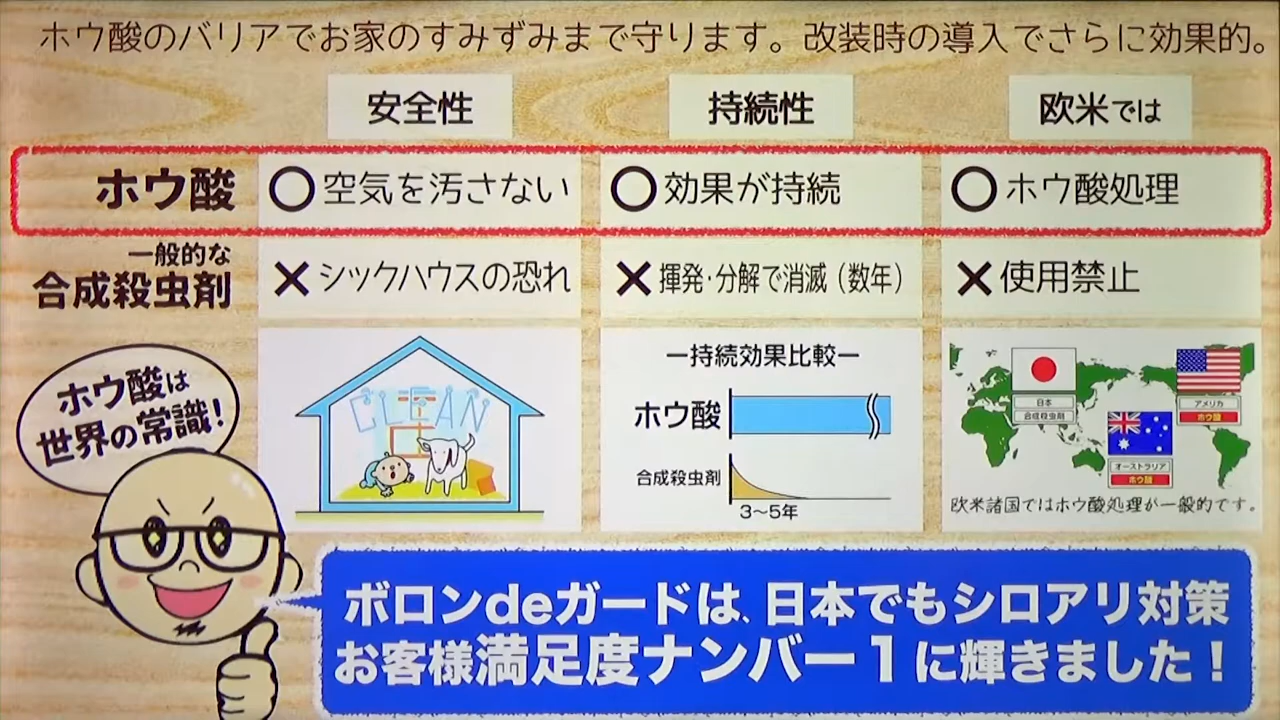 ホウ酸のバリアでお家のすみずみまで守ります。改装時の導入でさらに効果的。
安全性
持続性
欧米では
ホウ酸
○空気を汚さない
○効果が持続
○ホウ酸処理
一般的な
合成殺虫剤
×シックハウスの恐れ
×揮発・分解で消滅(数年)
×使用禁止
ホウ酸は
世界の常識!
CLEAN
ー持続効果比較ー
ホウ酸
合成殺虫剤
3〜5年
日本
合成殺虫剤
アメリカ
ホウ酸
オーストラリア
ホウ酸
欧米諸国ではホウ酸処理が一般的です。
ボロンdeガードは、日本でもシロアリ対策
お客様満足度ナンバー1に輝きました!